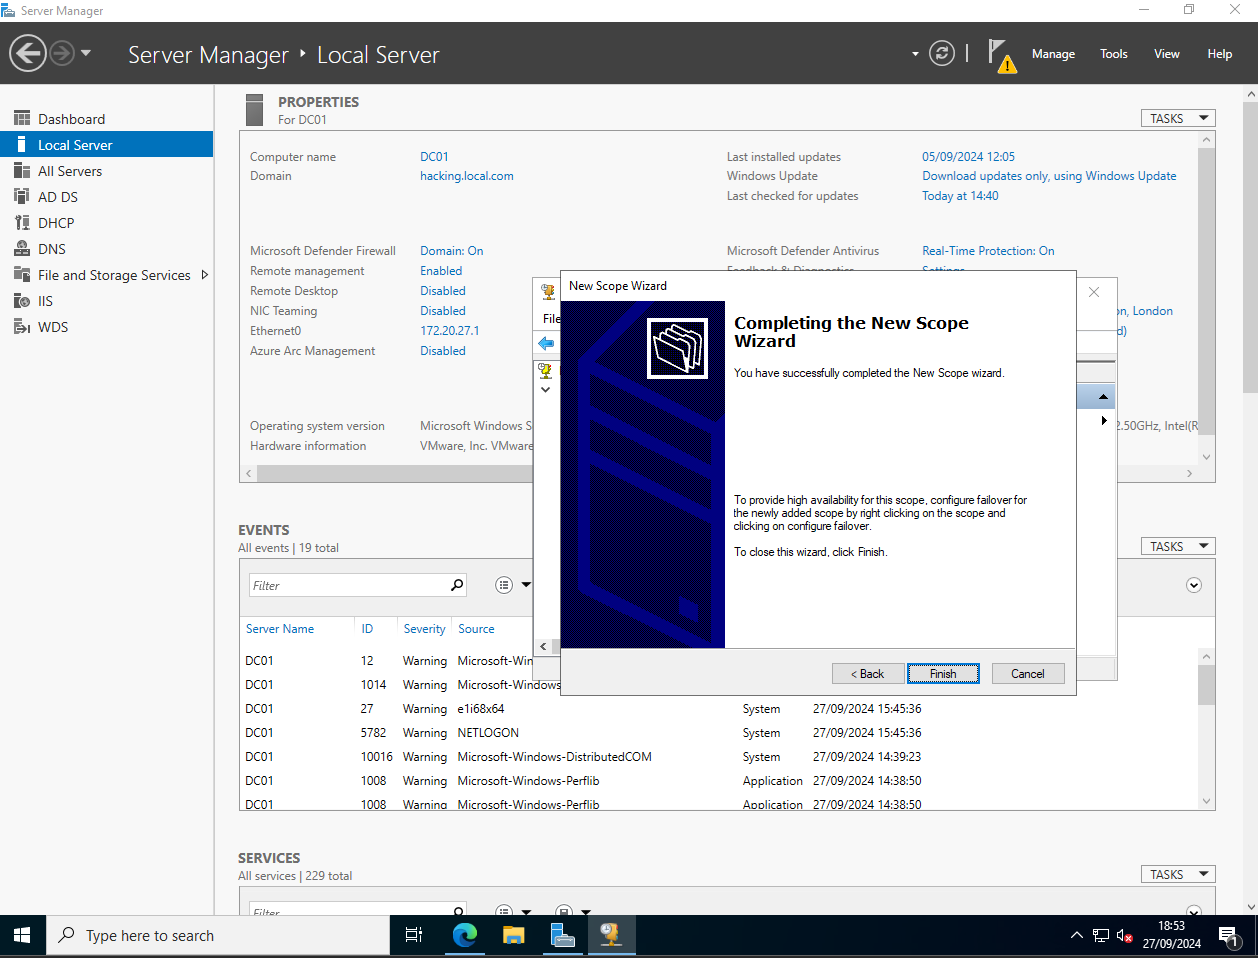 Server Manager
Server Manager ‣ Local Server
Manage Tools View Help
Dashboard
Local Server
All Servers
AD DS
DHCP
DNS
File and Storage Services
IIS
WDS
PROPERTIES
For DC01
TASKS
Computer name DC01
Domain hacking.local.com
Last installed updates 05/09/2024 12:05
Windows Update Download updates only, using Windows Update
Last checked for updates Today at 14:40
Microsoft Defender Firewall Domain: On
Remote management Enabled
Remote Desktop Disabled
NIC Teaming Disabled
Ethernet0 172.20.27.1
Azure Arc Management Disabled
Microsoft Defender Antivirus Real-Time Protection: On
Feedback & Diagnostics Settings
n, London
d)
Operating system version Microsoft Windows S
Hardware information VMware, Inc. VMware
2.50GHz, Intel(R
File
New Scope Wizard
Completing the New Scope
Wizard
You have successfully completed the New Scope wizard.
To provide high availability for this scope, configure failover for
the newly added scope by right clicking on the scope and
clicking on configure failover.
To close this wizard, click Finish.
< Back Finish Cancel
EVENTS
All events | 19 total
TASKS
Filter
Server Name ID Severity Source
DC01 12 Warning Microsoft-Win
DC01 1014 Warning Microsoft-Windows
DC01 27 Warning e1i68x64 System 27/09/2024 15:45:36
DC01 5782 Warning NETLOGON System 27/09/2024 15:45:36
DC01 10016 Warning Microsoft-Windows-DistributedCOM System 27/09/2024 14:39:23
DC01 1008 Warning Microsoft-Windows-Perflib Application 27/09/2024 14:38:50
DC01 1008 Warning Microsoft-Windows-Perflib Application 27/09/2024 14:38:50
SERVICES
All services | 229 total
TASKS
Filter
Type here to search
18:53
27/09/2024
1